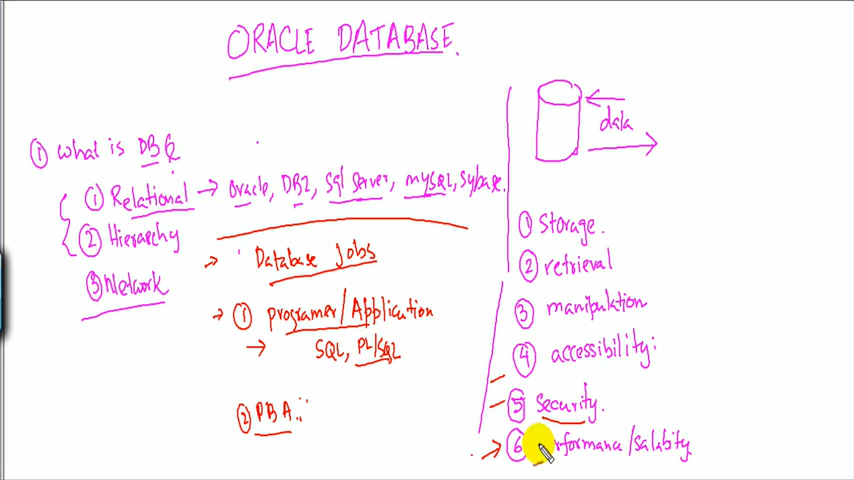 ORACLE DATABASE.
① What is DB?
① Relational → Oracle, DB2, Sql server, mySQL, Sybase.
② Hierarchy
③ Network
→ Database Jobs
→ ① programer/Application
→ SQL, PL/SQL
② DBA
data
① Storage.
② retrieval
③ manipulation
④ accessibility:
⑤ Security.
→ ⑥ /Salabity